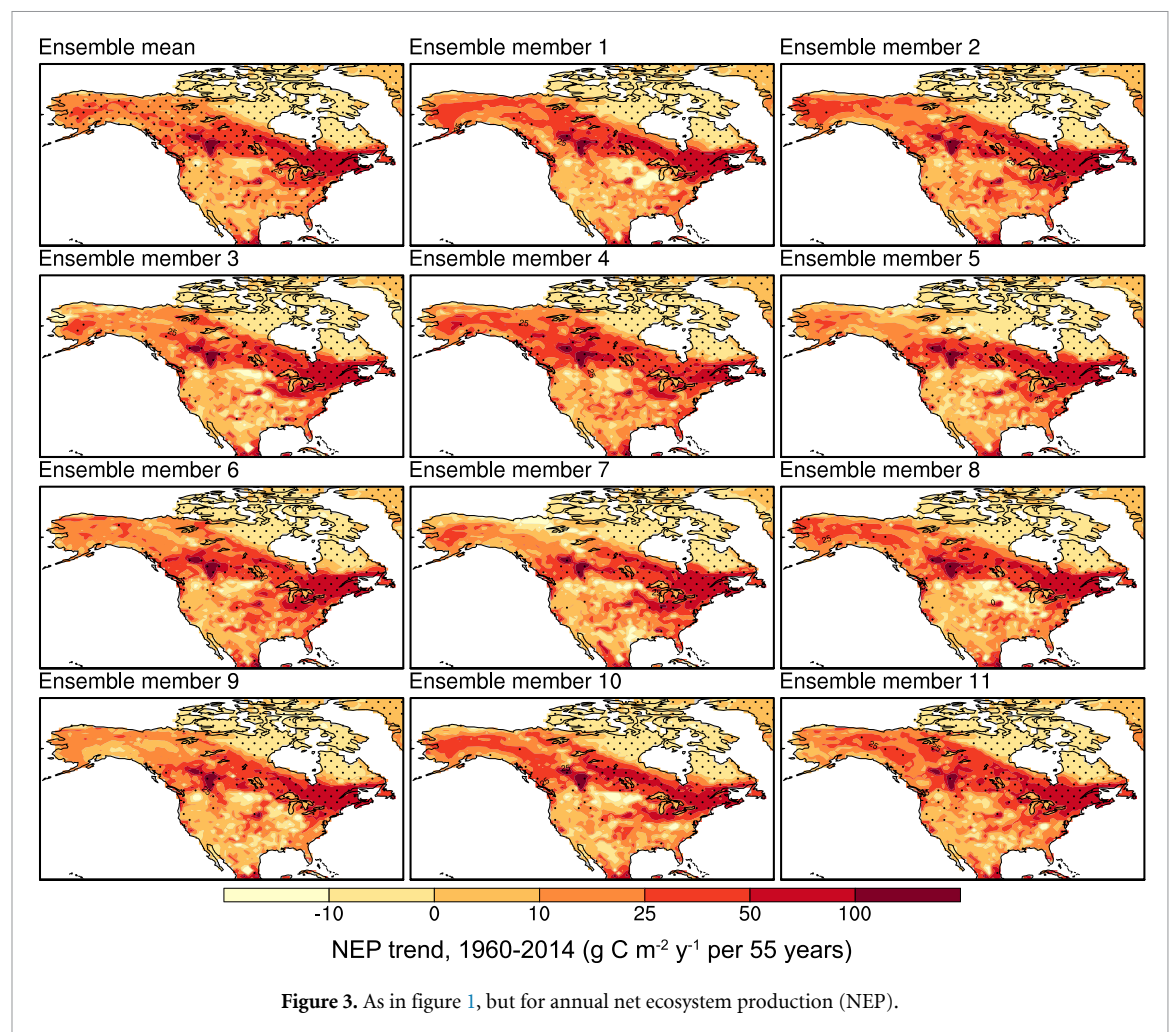 Ensemble mean
Ensemble member 1
Ensemble member 2
Ensemble member 3
Ensemble member 4
Ensemble member 5
Ensemble member 6
Ensemble member 7
Ensemble member 8
Ensemble member 9
Ensemble member 10
Ensemble member 11
-10 0 10 25 50 100
NEP trend, 1960-2014 (g C m⁻² y⁻¹ per 55 years)
Figure 3. As in figure 1, but for annual net ecosystem production (NEP).